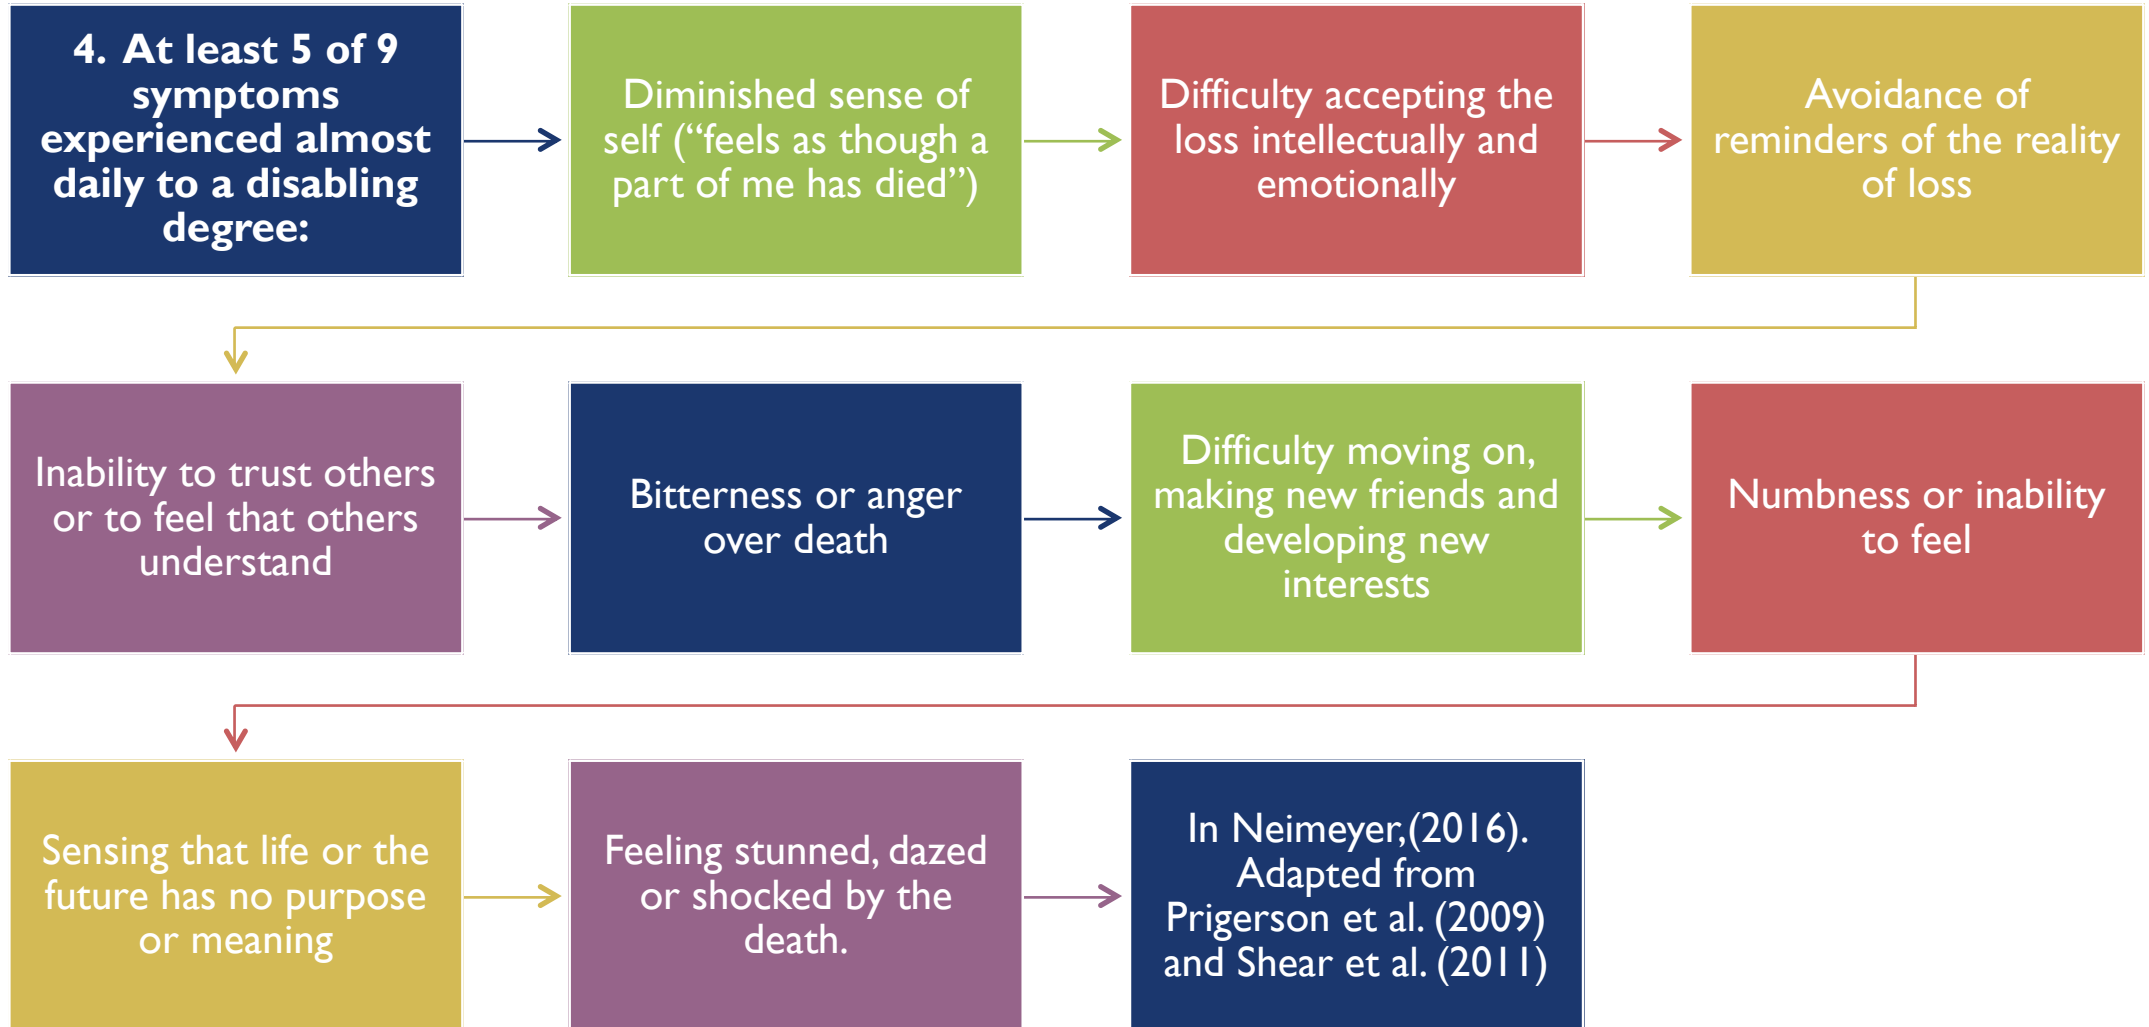 4. At least 5 of 9
symptoms
experienced almost
daily to a disabling
degree:
Diminished sense of
self (“feels as though a
part of me has died”)
Difficulty accepting the
loss intellectually and
emotionally
Avoidance of
reminders of the reality
of loss
Inability to trust others
or to feel that others
understand
Bitterness or anger
over death
Difficulty moving on,
making new friends and
developing new
interests
Numbness or inability
to feel
Sensing that life or the
future has no purpose
or meaning
Feeling stunned, dazed
or shocked by the
death.
In Neimeyer,(2016).
Adapted from
Prigerson et al. (2009)
and Shear et al. (2011)